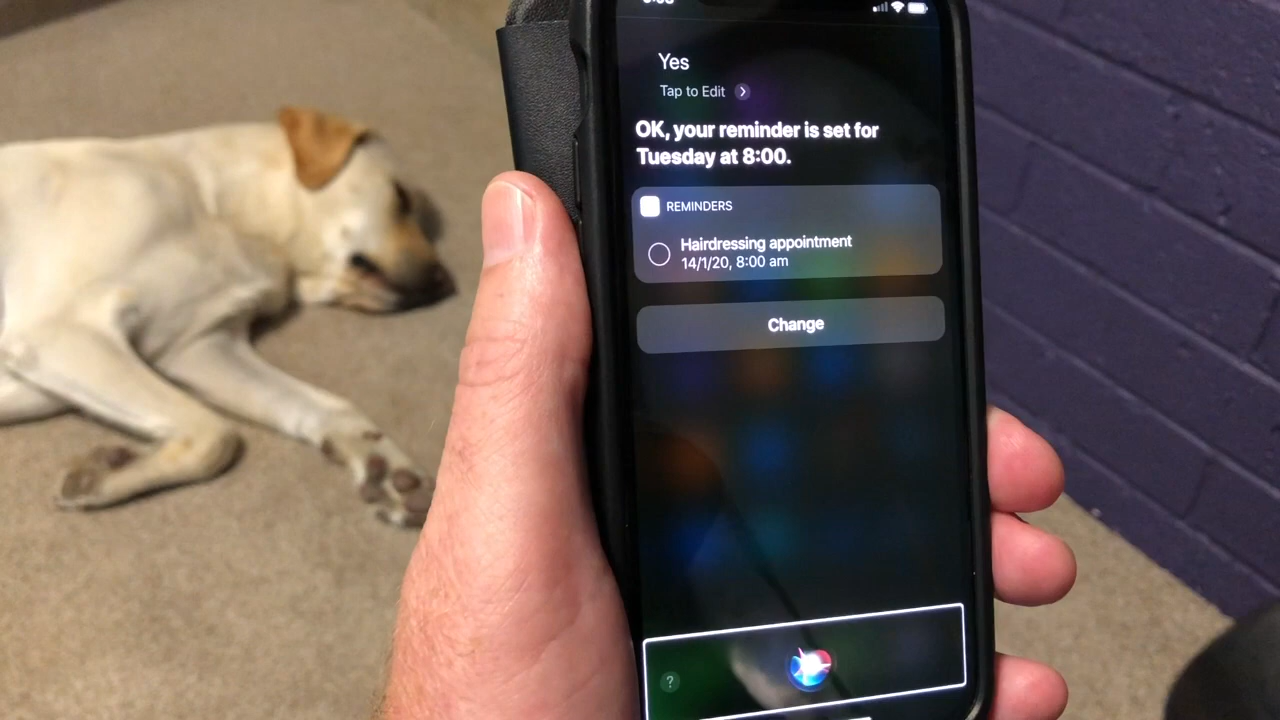 Yes
Tap to Edit
OK, your reminder is set for
Tuesday at 8:00.
REMINDERS
Hairdressing appointment
14/1/20, 8:00 am
Change
?